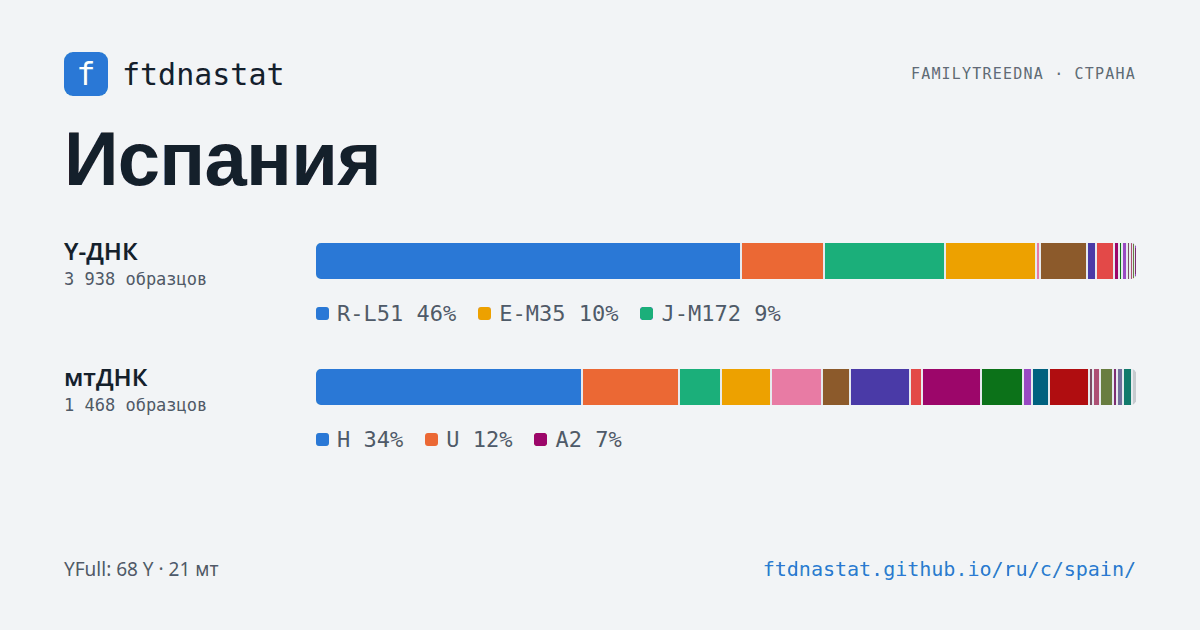 f ftdnastat
FAMILYTREEDNA · СТРАНА
Испания
Y-ДНК
3 938 образцов
R-L51 46% E-M35 10% J-M172 9%
мтДНК
1 468 образцов
H 34% U 12% A2 7%
YFull: 68 Y · 21 мт
ftdnastat.github.io/ru/c/spain/